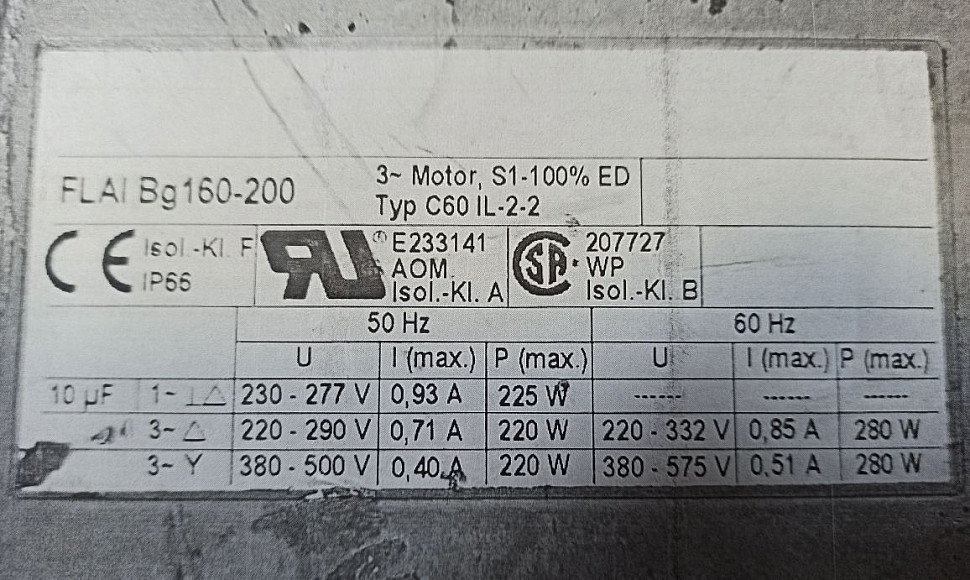 FLAI Bg160-200
3~ Motor, S1-100% ED
Typ C60 IL-2-2
CE Isol.-Kl. F
IP66
RU ® E233141
AOM.
Isol.-Kl. A
SA 207727
WP
Isol.-Kl. B
50 Hz 60 Hz
U I (max.) P (max.) U I (max.) P (max.)
10 µF 1~ ⊥△ 230 - 277 V 0,93 A 225 W ------ ------ ------
3~ △ 220 - 290 V 0,71 A 220 W 220 - 332 V 0,85 A 280 W
3~ Y 380 - 500 V 0,40 A 220 W 380 - 575 V 0.51 A 280 W